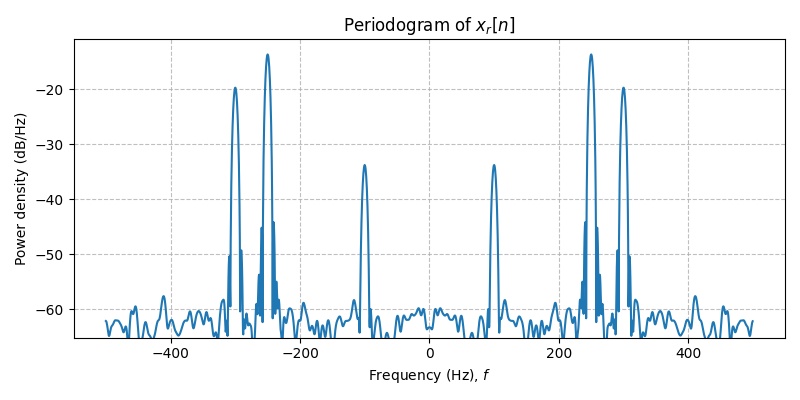 Periodogram of $x_r[n]$
Power density (dB/Hz)
−20
−30
−40
−50
−60
−400 −200 0 200 400
Frequency (Hz), $f$